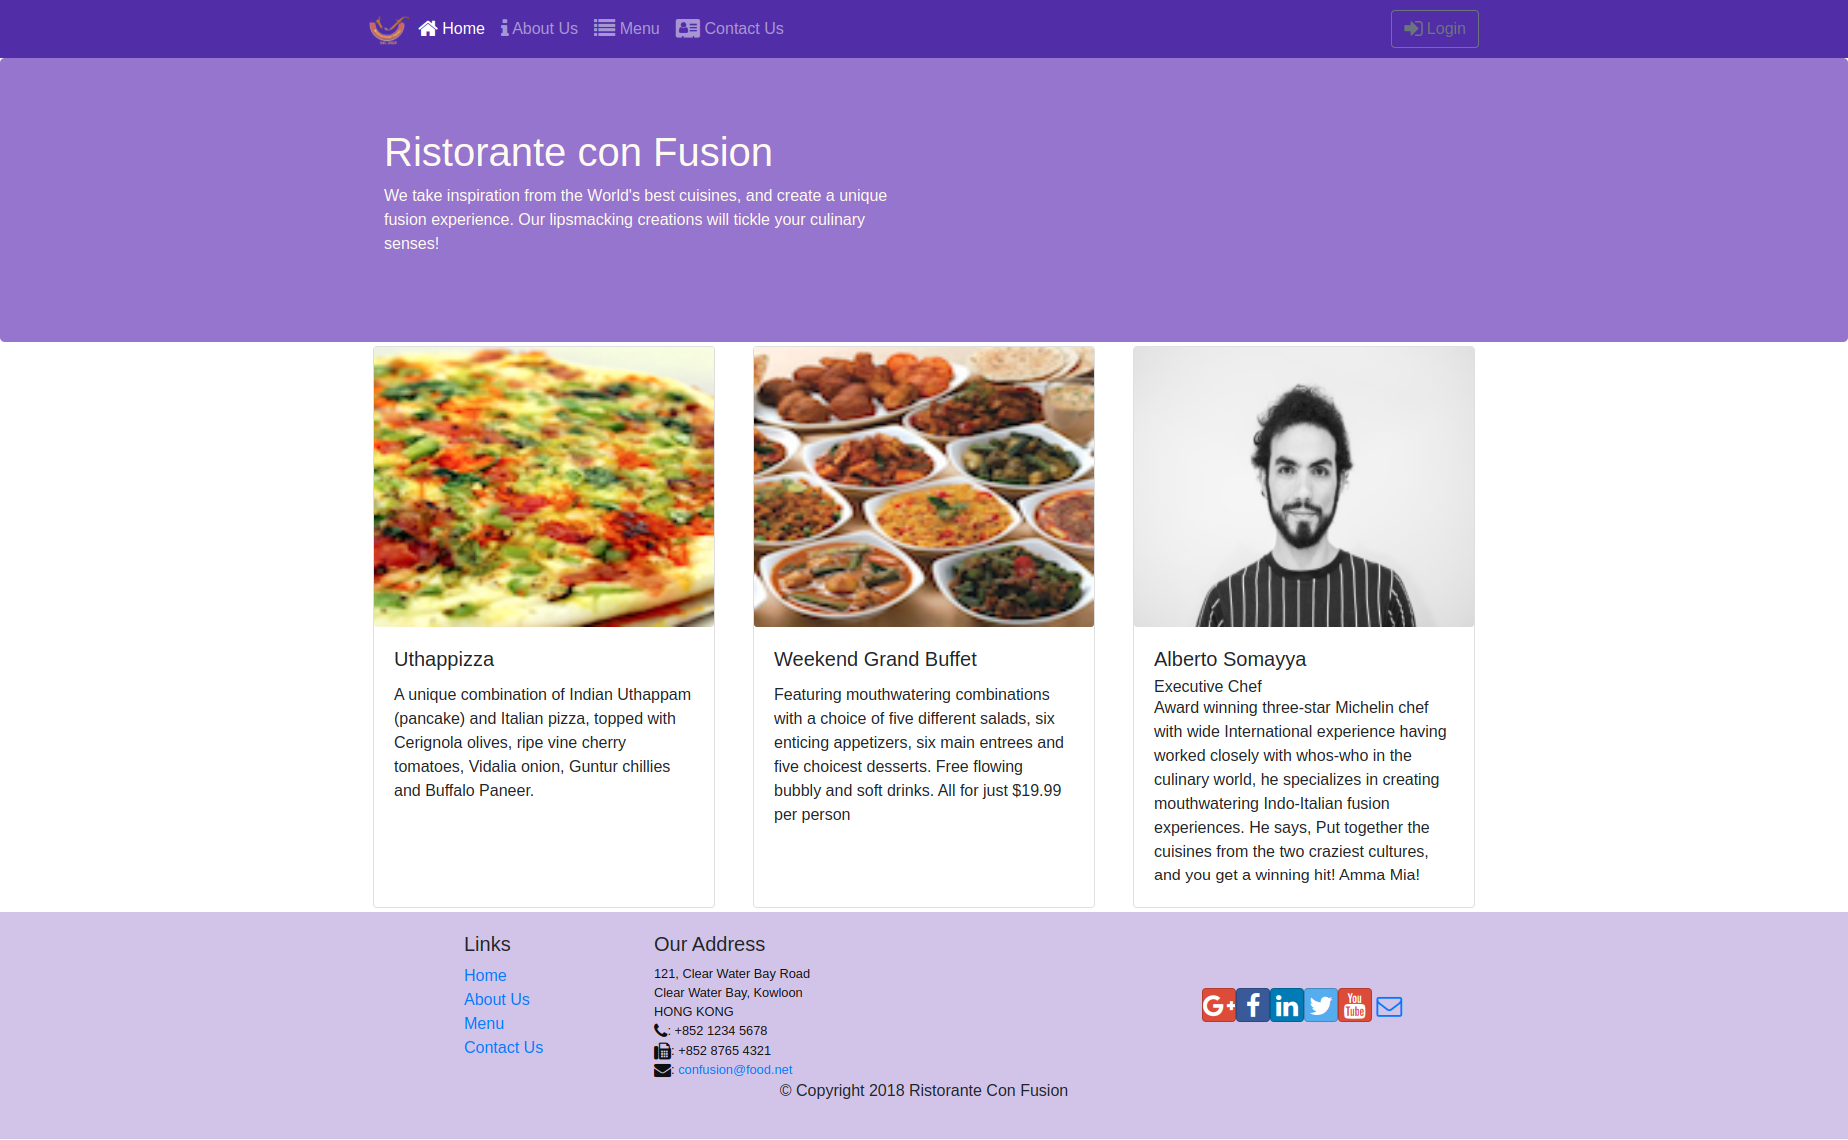 Home About Us Menu Contact Us Login
Ristorante con Fusion
We take inspiration from the World's best cuisines, and create a unique
fusion experience. Our lipsmacking creations will tickle your culinary
senses!
Uthappizza
A unique combination of Indian Uthappam
(pancake) and Italian pizza, topped with
Cerignola olives, ripe vine cherry
tomatoes, Vidalia onion, Guntur chillies
and Buffalo Paneer.
Weekend Grand Buffet
Featuring mouthwatering combinations
with a choice of five different salads, six
enticing appetizers, six main entrees and
five choicest desserts. Free flowing
bubbly and soft drinks. All for just $19.99
per person
Alberto Somayya
Executive Chef
Award winning three-star Michelin chef
with wide International experience having
worked closely with whos-who in the
culinary world, he specializes in creating
mouthwatering Indo-Italian fusion
experiences. He says, Put together the
cuisines from the two craziest cultures,
and you get a winning hit! Amma Mia!
Links
Home
About Us
Menu
Contact Us
Our Address
121, Clear Water Bay Road
Clear Water Bay, Kowloon
HONG KONG
: +852 1234 5678
: +852 8765 4321
: confusion@food.net
G+ f in You Tube
© Copyright 2018 Ristorante Con Fusion